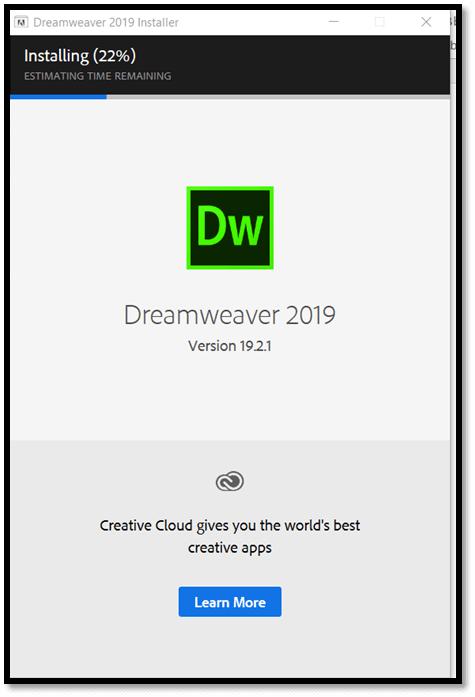 Dreamweaver 2019 Installer
Installing (22%)
ESTIMATING TIME REMAINING
Dw
Dreamweaver 2019
Version 19.2.1
Creative Cloud gives you the world's best
creative apps
Learn More